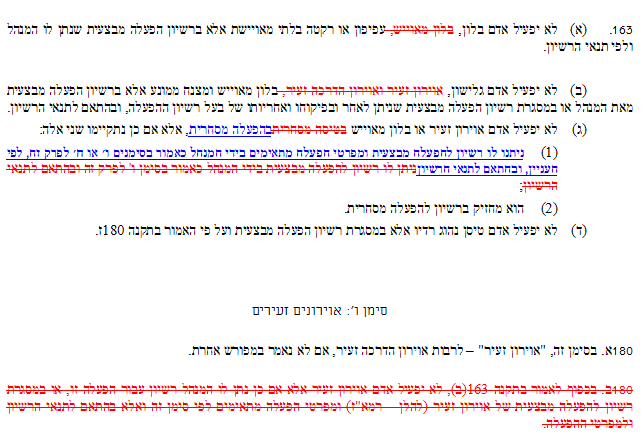 163. (א) לא יפעיל אדם בלון, בלון מאוייש, עפיפון או רקטה בלתי מאויישת אלא ברשיון הפעלה מבצעית שנתן לו המנהל
ולפי תנאי הרשיון.
(ב) לא יפעיל אדם גלישון, אוירון זעיר ואוירון הדרכה זעיר, בלון מאוייש ומצנח ממונע אלא ברשיון הפעלה מבצעית
מאת המנהל או במסגרת רשיון הפעלה מבצעית שניתן לאחר ובפיקוחו ואחריותו של בעל רשיון ההפעלה, ובהתאם לתנאי הרשיון.
(ג) לא יפעיל אדם אוירון זעיר או בלון מאוייש בטיסה מסחרית בהפעלה מסחרית, אלא אם כן נתקיימו שני אלה:
(1) ניתנו לו רשיון להפעלה מבצעית ומפרטי הפעלה מתאימים בידי המנהל כאמור בסימנים ו' או ח' לפרק זה, לפי
העניין, ובהתאם לתנאי הרשיון ניתן לו רשיון להפעלה מבצעית בידי המנהל כאמור בסימן ו' לפרק זה ובהתאם לתנאי
הרשיון;
(2) הוא מחזיק ברשיון להפעלה מסחרית.
(ד) לא יפעיל אדם טיסן נהוג רדיו אלא במסגרת רשיון הפעלה מבצעית ועל פי האמור בתקנה 180ז.
סימן ו': אוירונים זעירים
180א. בסימן זה, "אוירון זעיר" – לרבות אוירון הדרכה זעיר, אם לא נאמר במפורש אחרת.
180ב. בכפוף לאמור בתקנה 163(ב), לא יפעיל אדם אוירון זעיר אלא אם כן נתן לו המנהל רשיון עבור הפעלה זו, או במסגרת
רשיון להפעלה מבצעית של אוירון זעיר (להלן – רמא"ז) ומפרטי הפעלה מתאימים לפי סימן זה ואלא בהתאם לתנאי הרשיון
ולמפרטי ההפעלה.